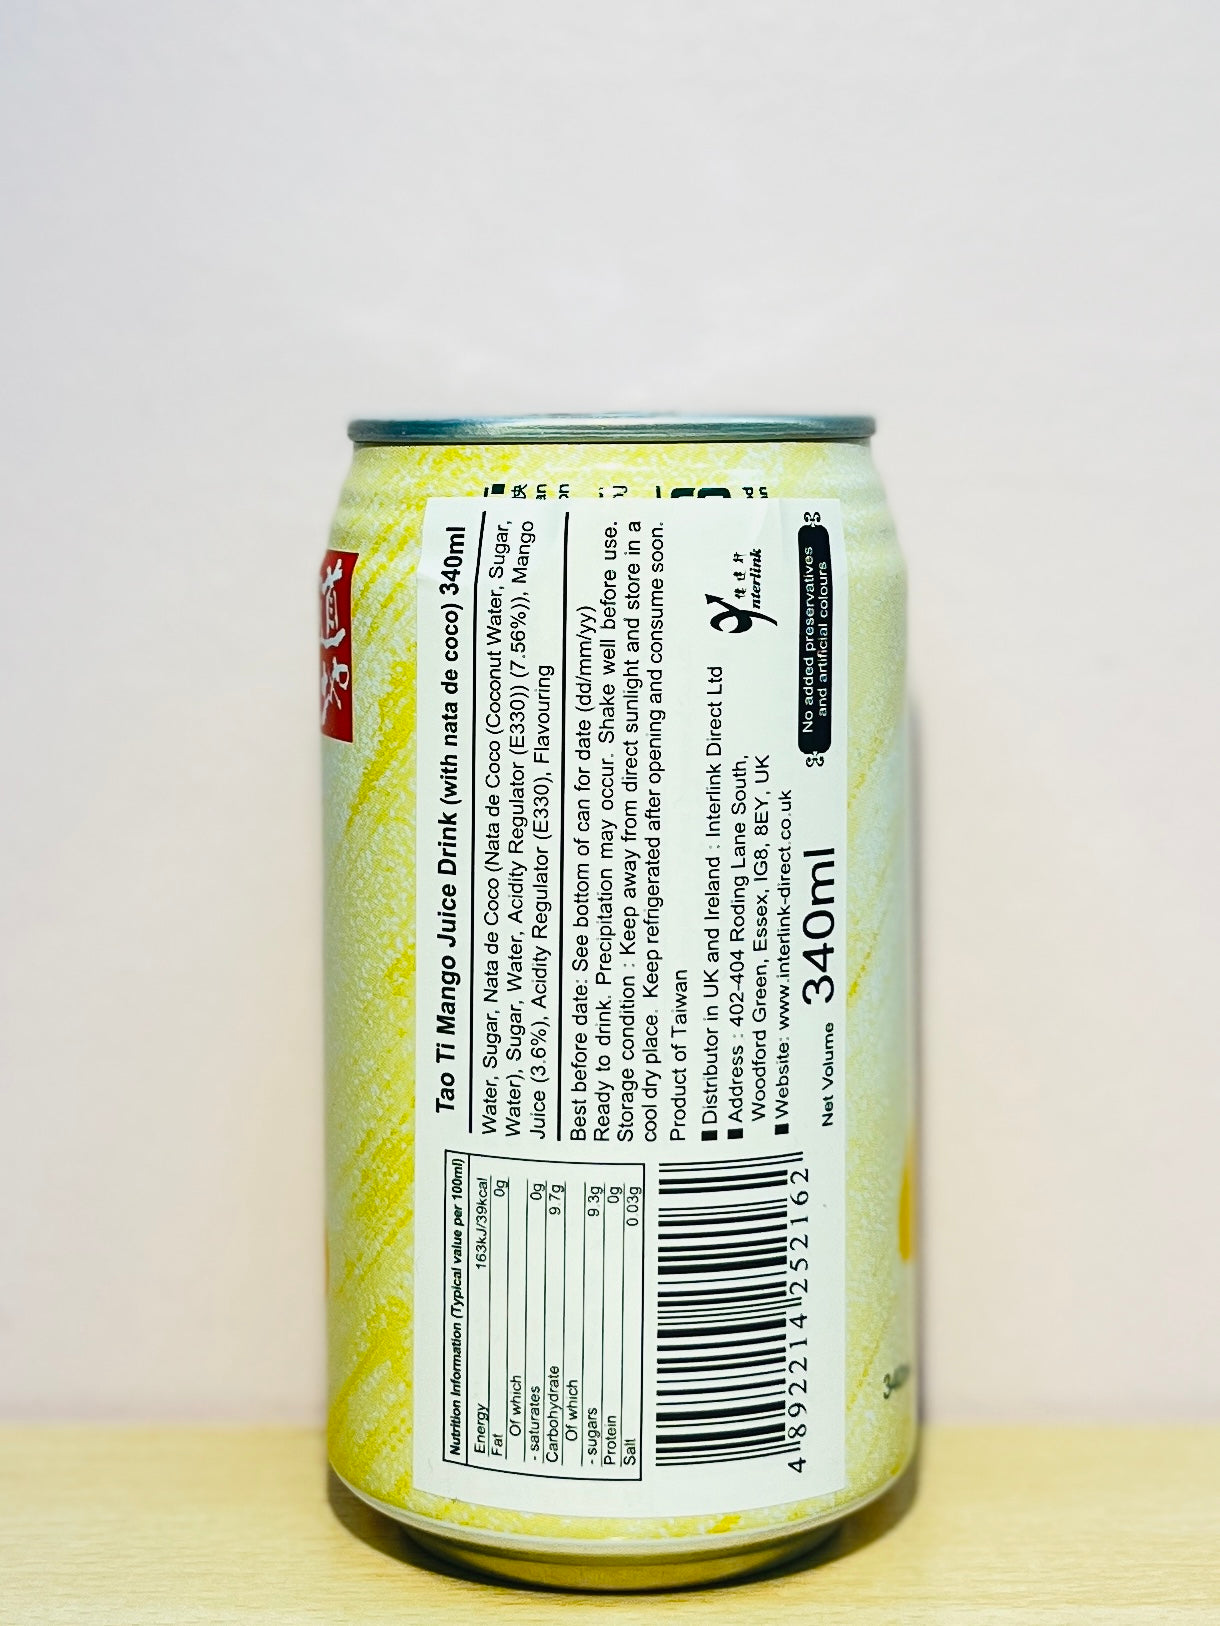 道地
Tao Ti Mango Juice Drink (with nata de coco) 340ml
Water, Sugar, Nata de Coco (Nata de Coco (Coconut Water, Sugar,
Water), Sugar, Water, Acidity Regulator (E330)) (7.56%)), Mango
Juice (3.6%), Acidity Regulator (E330), Flavouring
Best before date: See bottom of can for date (dd/mm/yy)
Ready to drink. Precipitation may occur. Shake well before use.
Storage condition : Keep away from direct sunlight and store in a
cool dry place. Keep refrigerated after opening and consume soon.
Product of Taiwan
■ Distributor in UK and Ireland : Interlink Direct Ltd
■ Address : 402-404 Roding Lane South,
Woodford Green, Essex, IG8, 8EY, UK
■ Website: www.interlink-direct.co.uk
Net Volume 340ml
Interlink
No added preservatives
and artificial colours
Nutrition Information (Typical value per 100ml)
Energy 163kJ/39kcal
Fat 0g
Of which
- saturates 0g
Carbohydrate 9.7g
Of which
- sugars 9.3g
Protein 0g
Salt 0.03g
4 892214 252162